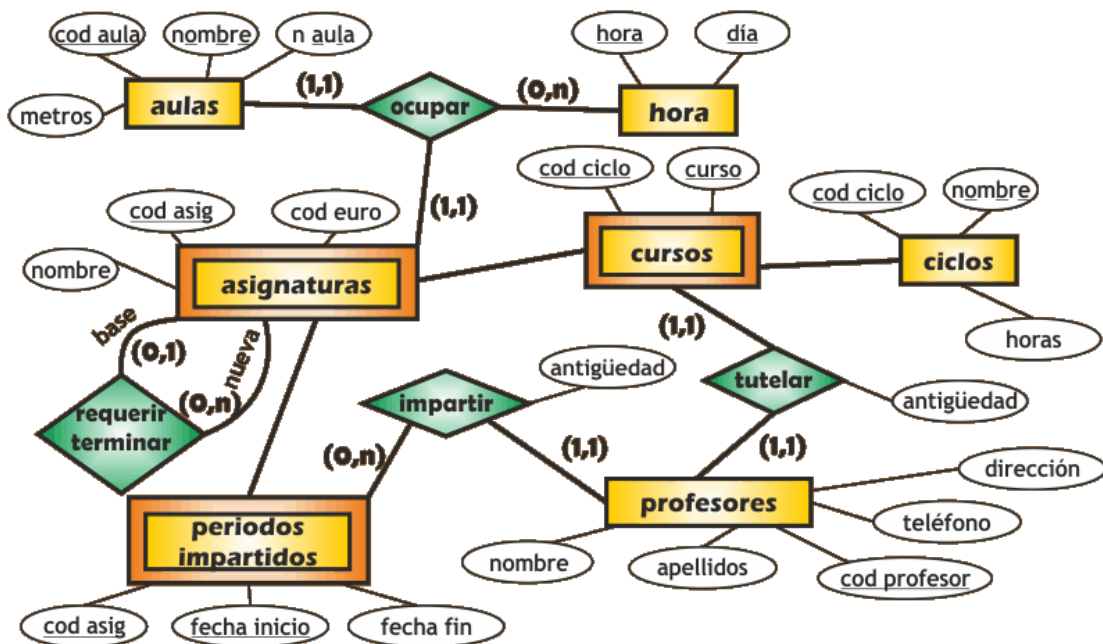 cod aula
nombre
n aula
hora
día
metros
aulas
(1,1)
ocupar
(0,n)
hora
(1,1)
cod asig
cod euro
nombre
asignaturas
cod ciclo
curso
cursos
cod ciclo
nombre
ciclos
horas
base
(0,1)
(0,n)
nueva
requerir
terminar
antigüedad
impartir
(0,n)
(1,1)
(1,1)
tutelar
antigüedad
(1,1)
profesores
dirección
teléfono
nombre
apellidos
cod profesor
periodos
impartidos
cod asig
fecha inicio
fecha fin